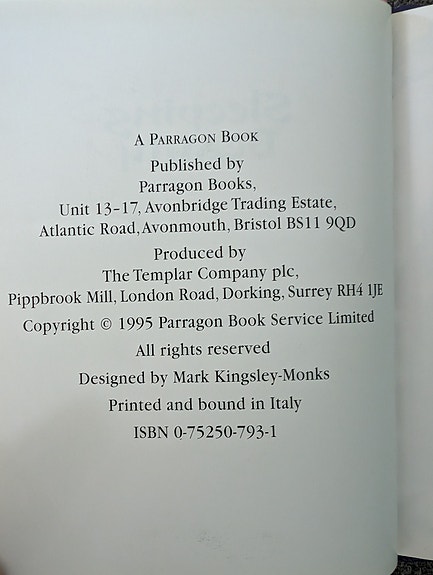 A Parragon Book
Published by
Parragon Books,
Unit 13–17, Avonbridge Trading Estate,
Atlantic Road, Avonmouth, Bristol BS11 9QD
Produced by
The Templar Company plc,
Pippbrook Mill, London Road, Dorking, Surrey RH4 1JE
Copyright © 1995 Parragon Book Service Limited
All rights reserved
Designed by Mark Kingsley-Monks
Printed and bound in Italy
ISBN 0-75250-793-1